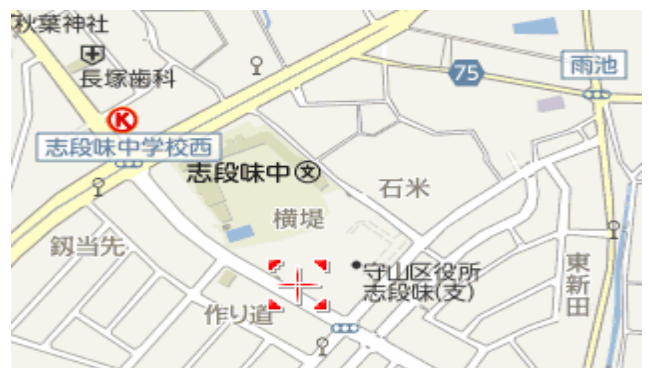 秋葉神社
長塚歯科
K
志段味中学校西
75
雨池
志段味中文
石米
横堤
釼当先
守山区役所
志段味(支)
東新田
作り道